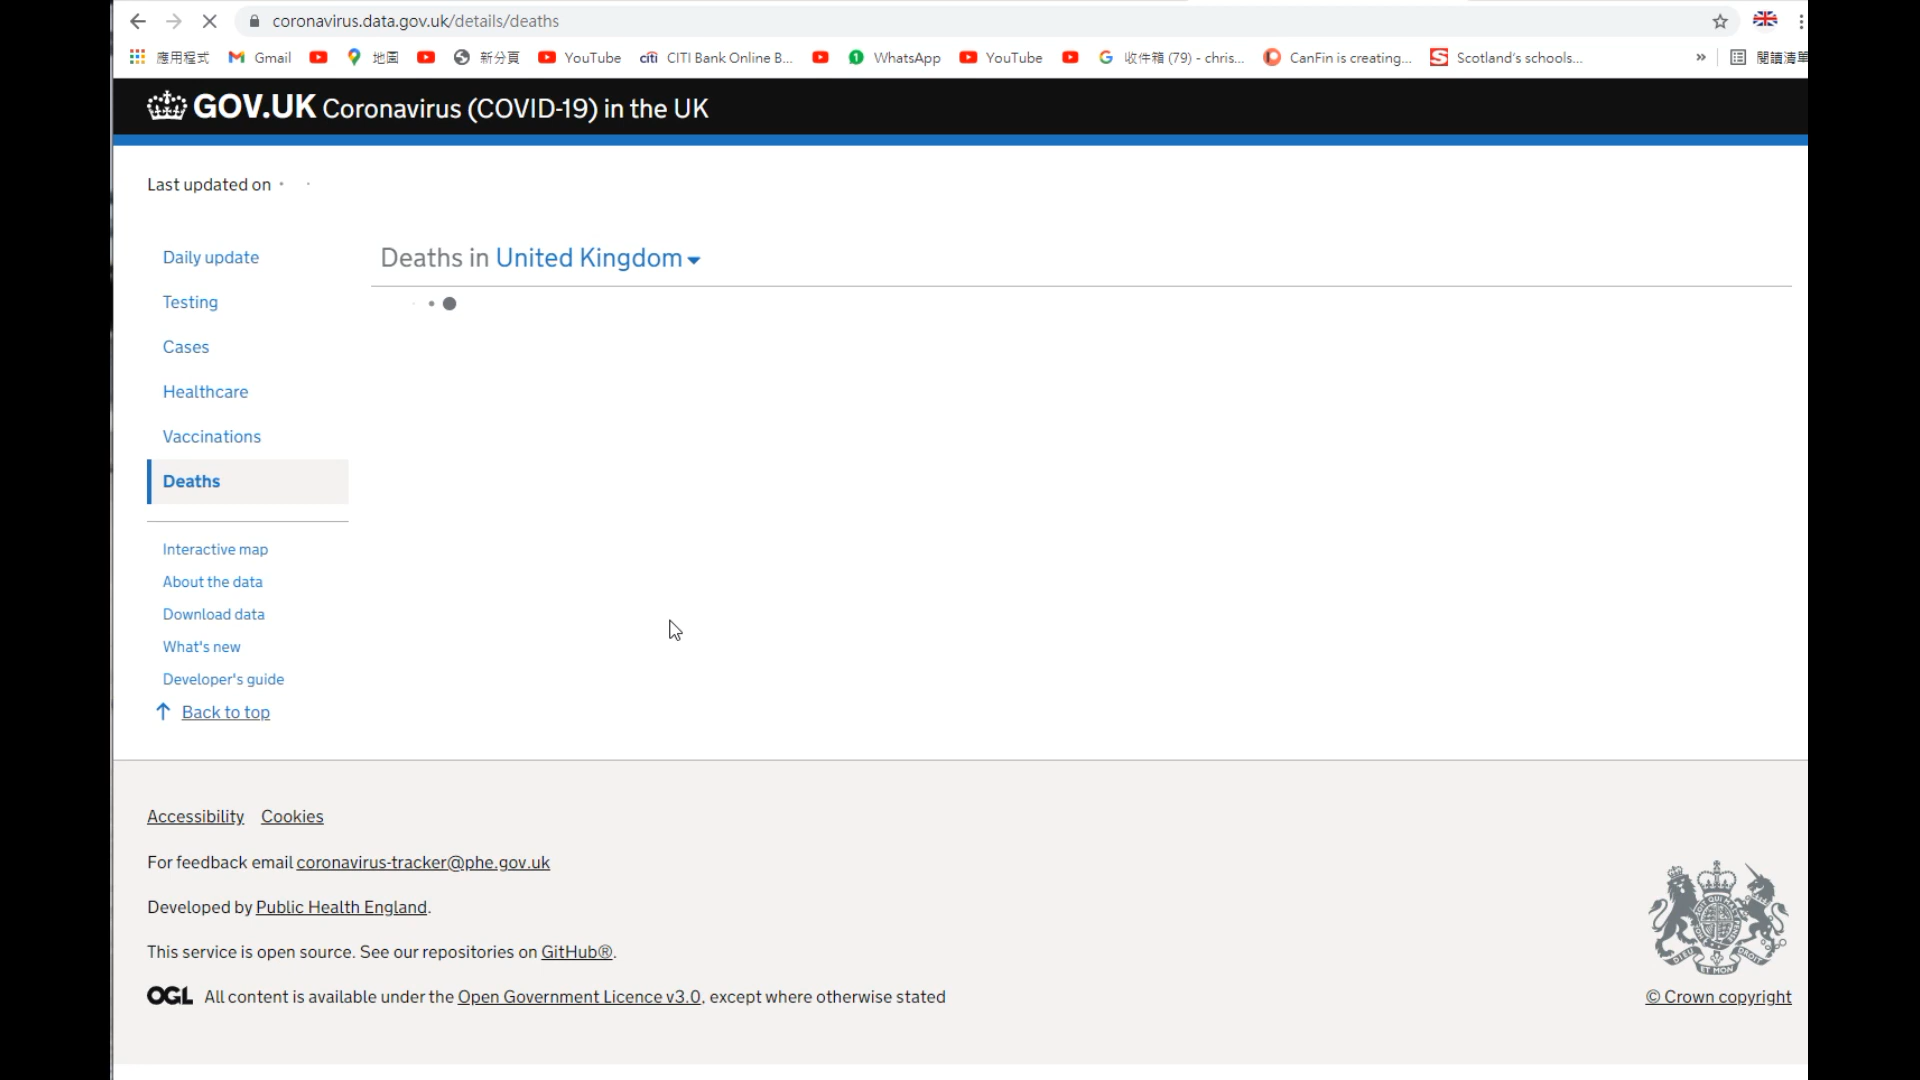 coronavirus.data.gov.uk/details/deaths
應用程式 Gmail 地圖 新分頁 YouTube citi CITI Bank Online B... 1 WhatsApp YouTube G 收件箱 (79) - chris... CanFin is creating... S Scotland's schools... » 閱讀清單
GOV.UK Coronavirus (COVID-19) in the UK
Last updated on
Daily update
Deaths in United Kingdom
Testing
Cases
Healthcare
Vaccinations
Deaths
Interactive map
About the data
Download data
What's new
Developer's guide
Back to top
Accessibility Cookies
For feedback email coronavirus-tracker@phe.gov.uk
Developed by Public Health England.
This service is open source. See our repositories on GitHub®.
OGL All content is available under the Open Government Licence v3.0, except where otherwise stated
DIEU ET MON DROIT
© Crown copyright